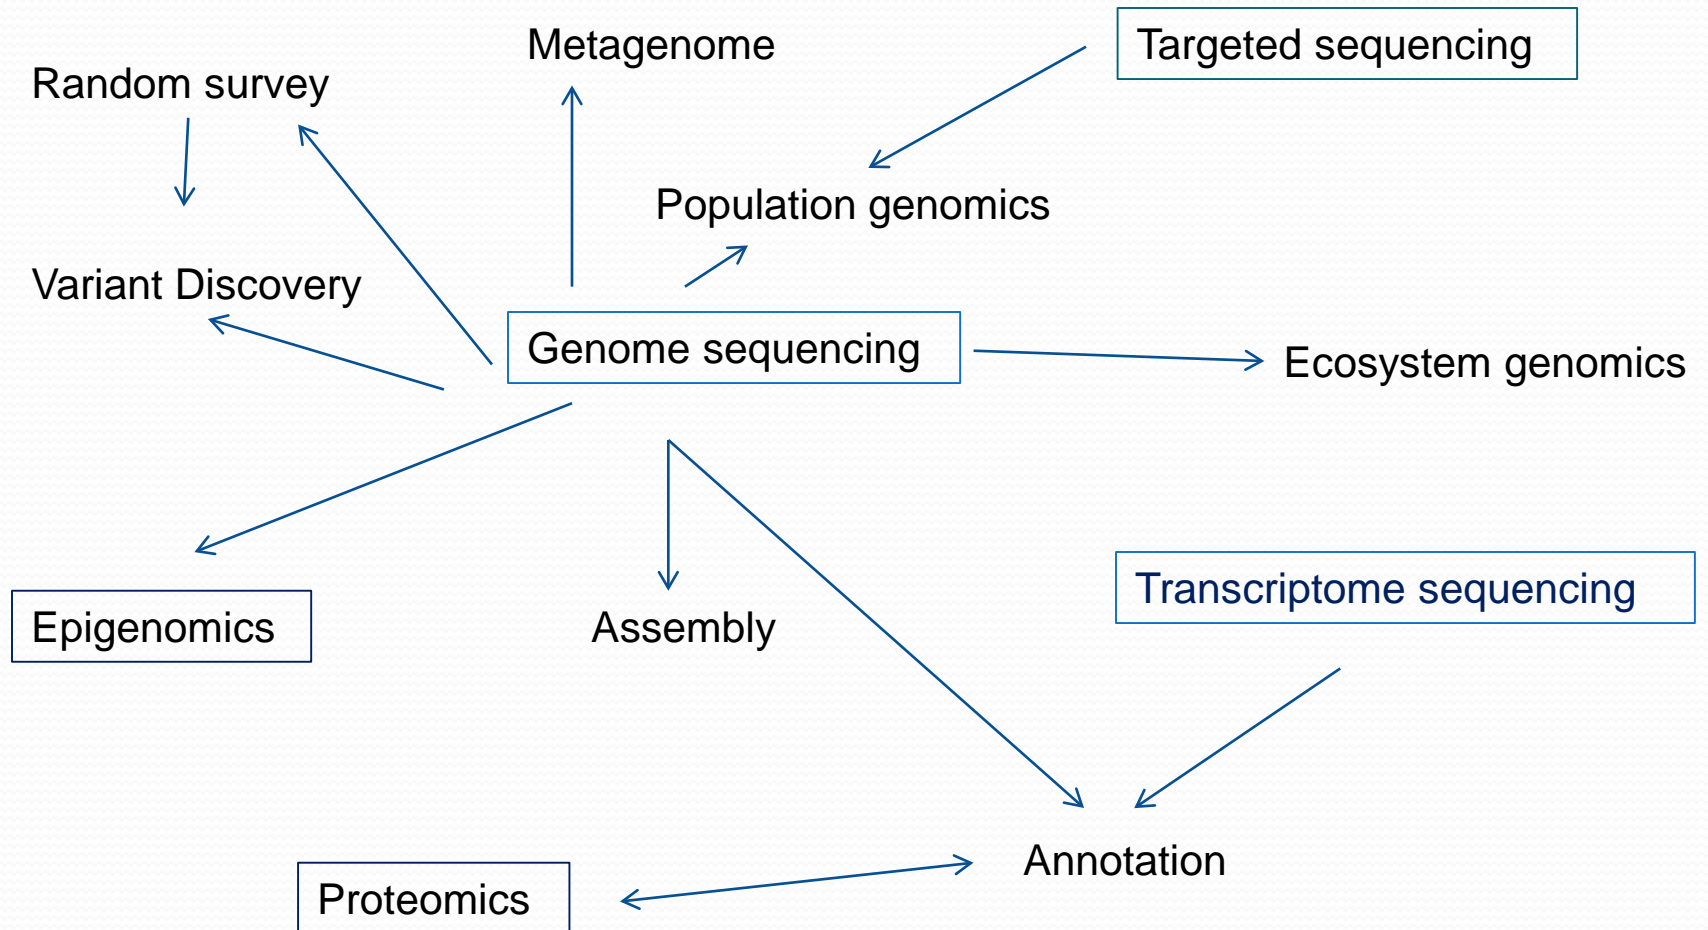 Metagenome
Targeted sequencing
Random survey
Population genomics
Variant Discovery
Genome sequencing
Ecosystem genomics
Transcriptome sequencing
Epigenomics
Assembly
Annotation
Proteomics